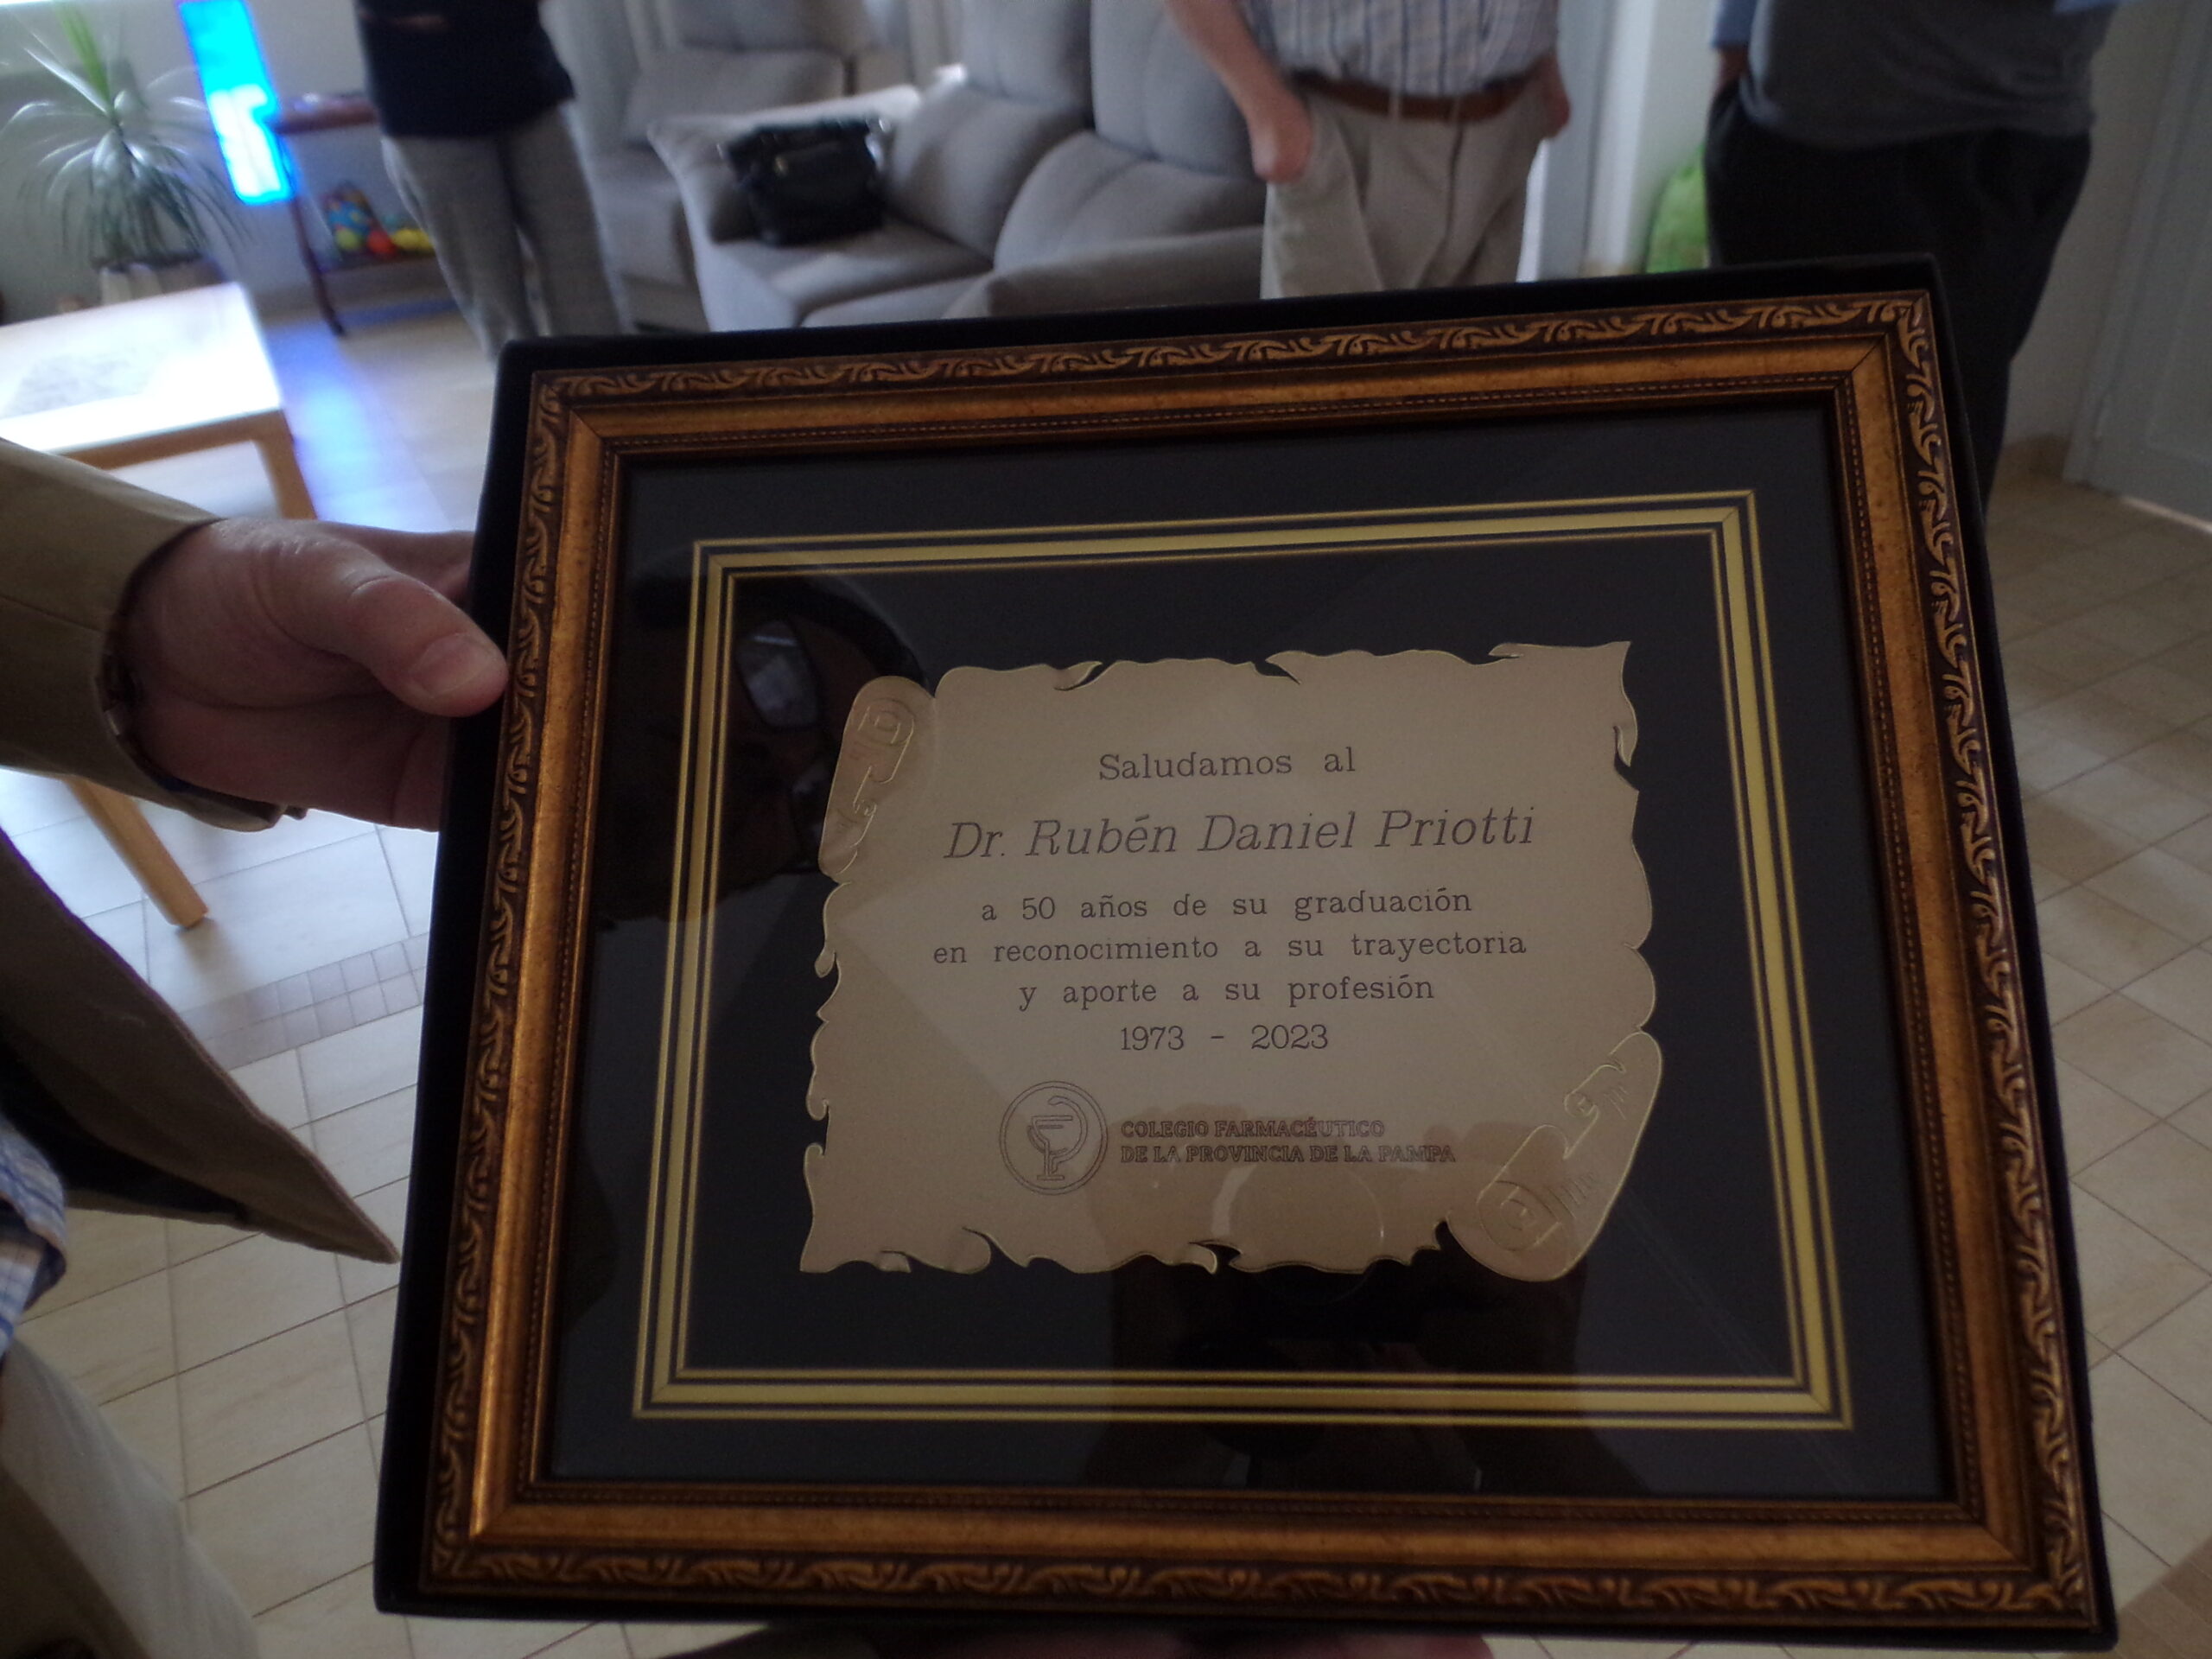 Saludamos al
Dr. Rubén Daniel Priotti
a 50 años de su graduación
en reconocimiento a su trayectoria
y aporte a su profesión
1973 - 2023
COLEGIO FARMACÉUTICO
DE LA PROVINCIA DE LA PAMPA